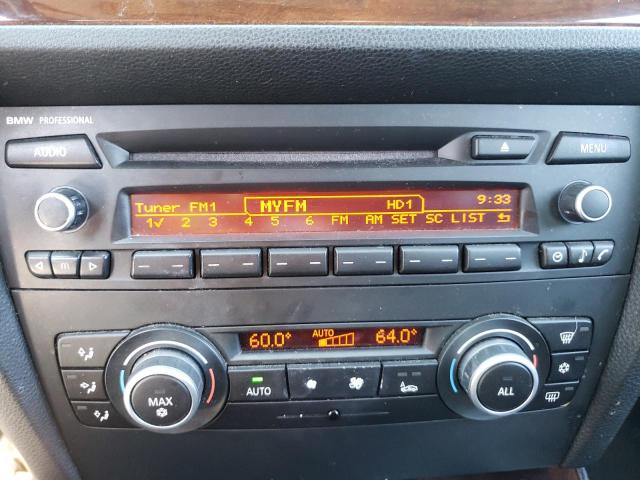 BMW PROFESSIONAL
AUDIO
MENU
Tuner FM1 MYFM HD1 9:33
1✓ 2 3 4 5 6 FM AM SET SC LIST
m
60.0° AUTO 64.0°
MAX
AUTO
ALL